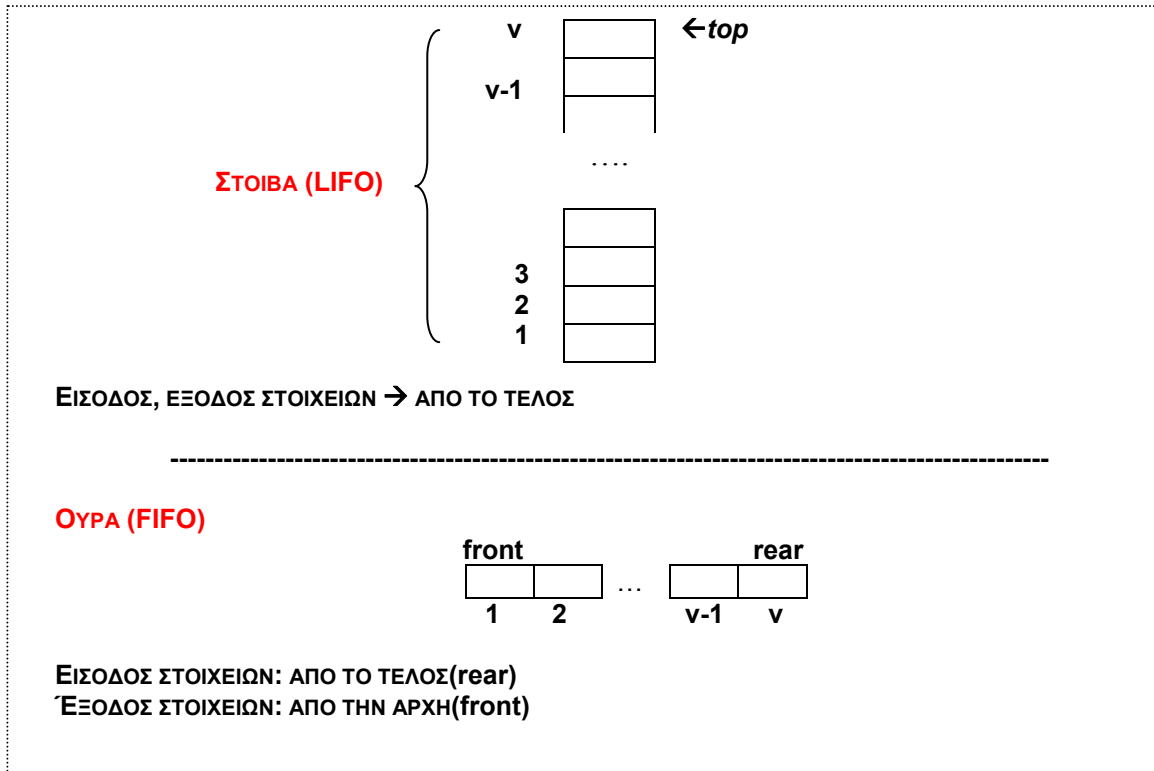 ν ←top
ν-1
....
ΣΤΟΙΒΑ (LIFO)
3
2
1
ΕΙΣΟΔΟΣ, ΕΞΟΔΟΣ ΣΤΟΙΧΕΙΩΝ → ΑΠΟ ΤΟ ΤΕΛΟΣ
ΟΥΡΑ (FIFO)
front rear
...
1 2 ν-1 ν
ΕΙΣΟΔΟΣ ΣΤΟΙΧΕΙΩΝ: ΑΠΟ ΤΟ ΤΕΛΟΣ(rear)
ΈΞΟΔΟΣ ΣΤΟΙΧΕΙΩΝ: ΑΠΟ ΤΗΝ ΑΡΧΗ(front)